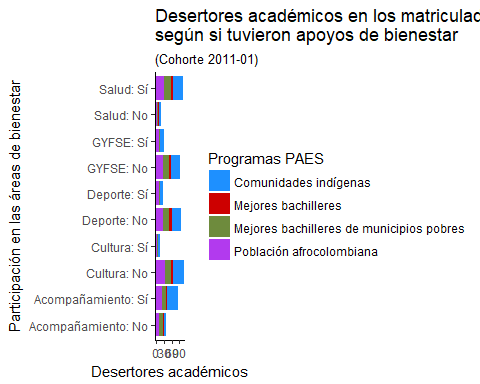 Desertores académicos en los matriculad
según si tuvieron apoyos de bienestar
(Cohorte 2011-01)
Participación en las áreas de bienestar
Salud: Sí
Salud: No
GYFSE: Sí
GYFSE: No
Deporte: Sí
Deporte: No
Cultura: Sí
Cultura: No
Acompañamiento: Sí
Acompañamiento: No
Desertores académicos
Programas PAES
Comunidades indígenas
Mejores bachilleres
Mejores bachilleres de municipios pobres
Población afrocolombiana